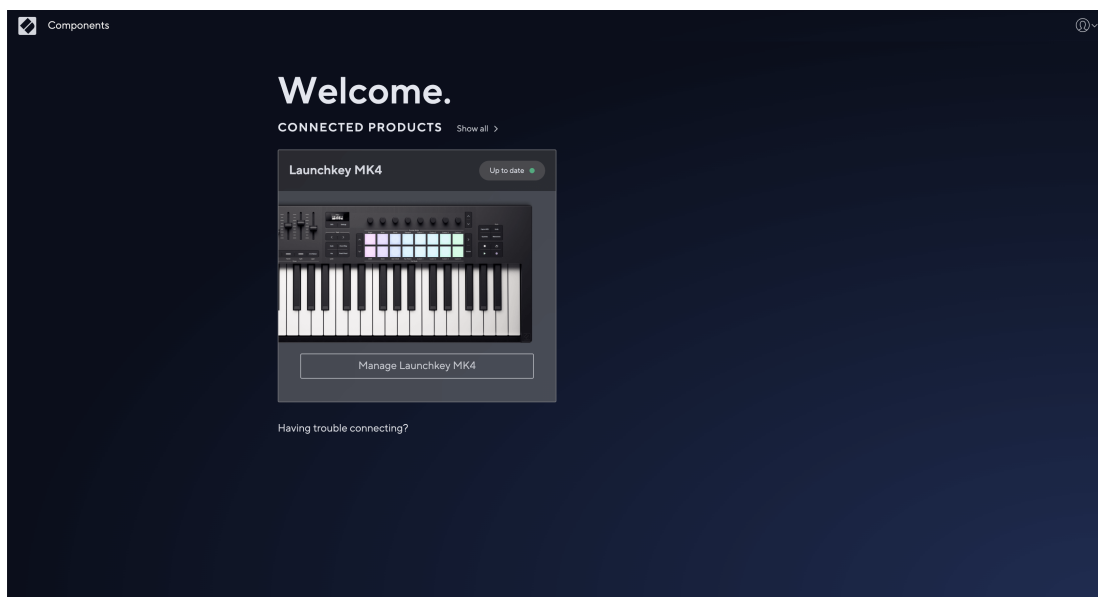 Components
Welcome.
CONNECTED PRODUCTS Show all >
Launchkey MK4 Up to date
Manage Launchkey MK4
Having trouble connecting?